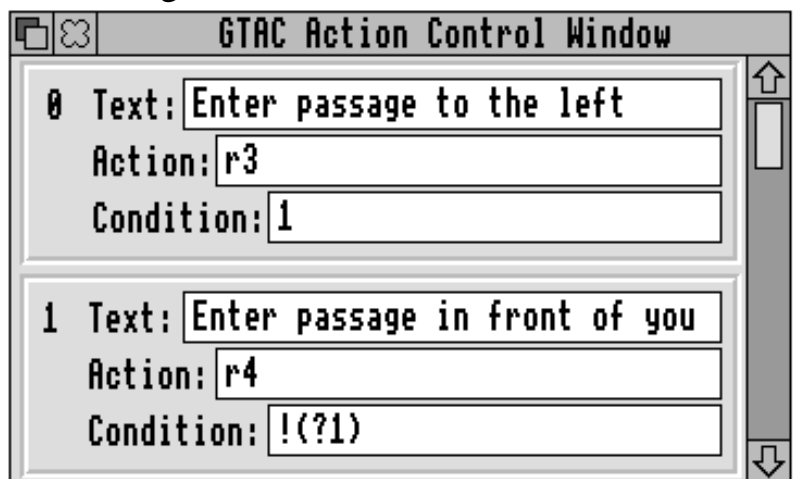 GTAC Action Control Window
0 Text: Enter passage to the left
Action: r3
Condition: 1
1 Text: Enter passage in front of you
Action: r4
Condition: !(?1)